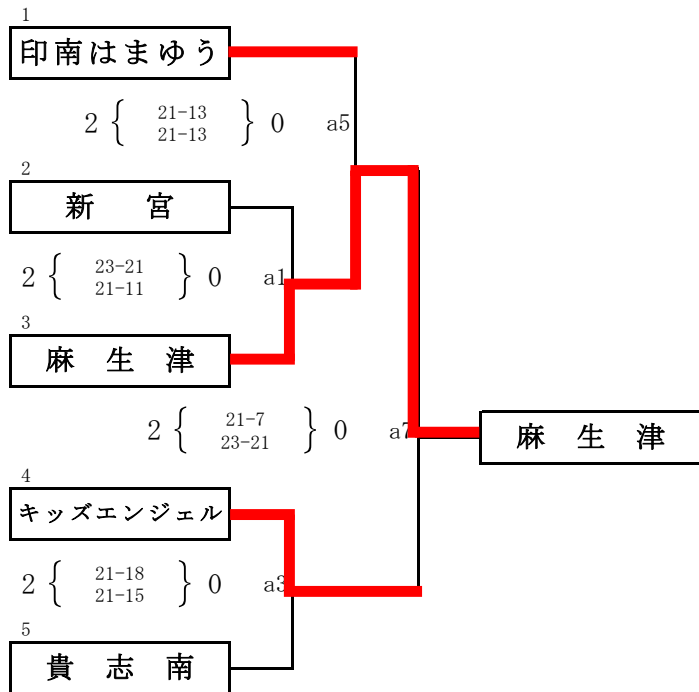 1
印南はまゆう
2 { 21-13 } 0 a5
21-13
2
新 宮
2 { 23-21 } 0 a1
21-11
3
麻 生 津
2 { 21-7 } 0 a7
23-21
麻 生 津
4
キッズエンジェル
2 { 21-18 } 0 a3
21-15
5
貴 志 南